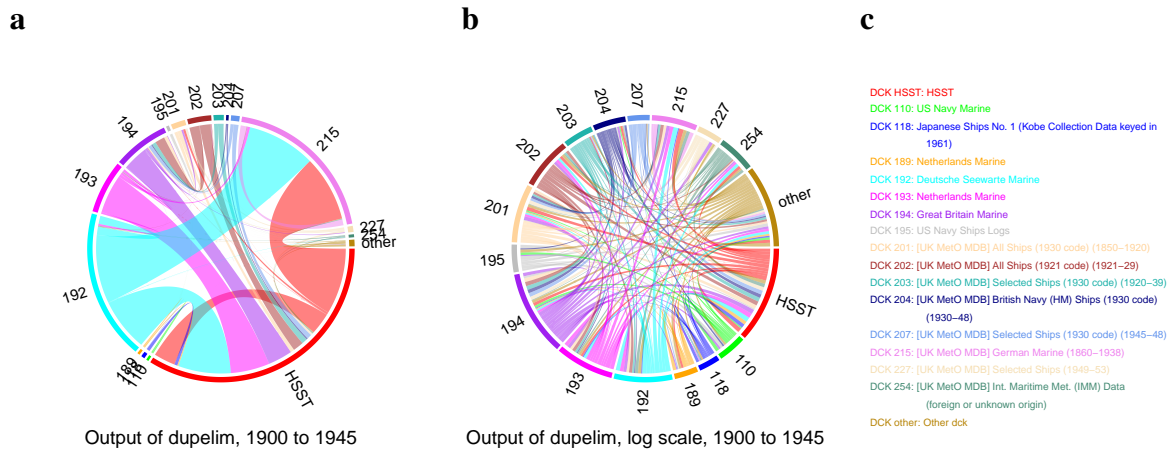 a
b
c
195
201
202
203
204
207
215
227
254
other
HSST
110
118
189
192
193
194
Output of dupelim, 1900 to 1945
195
201
202
203
204
207
215
227
254
other
HSST
110
118
189
192
193
194
Output of dupelim, log scale, 1900 to 1945
DCK HSST: HSST
DCK 110: US Navy Marine
DCK 118: Japanese Ships No. 1 (Kobe Collection Data keyed in
1961)
DCK 189: Netherlands Marine
DCK 192: Deutsche Seewarte Marine
DCK 193: Netherlands Marine
DCK 194: Great Britain Marine
DCK 195: US Navy Ships Logs
DCK 201: [UK MetO MDB] All Ships (1930 code) (1850−1920)
DCK 202: [UK MetO MDB] All Ships (1921 code) (1921−29)
DCK 203: [UK MetO MDB] Selected Ships (1930 code) (1920−39)
DCK 204: [UK MetO MDB] British Navy (HM) Ships (1930 code)
(1930−48)
DCK 207: [UK MetO MDB] Selected Ships (1930 code) (1945−48)
DCK 215: [UK MetO MDB] German Marine (1860−1938)
DCK 227: [UK MetO MDB] Selected Ships (1949−53)
DCK 254: [UK MetO MDB] Int. Maritime Met. (IMM) Data
(foreign or unknown origin)
DCK other: Other dck